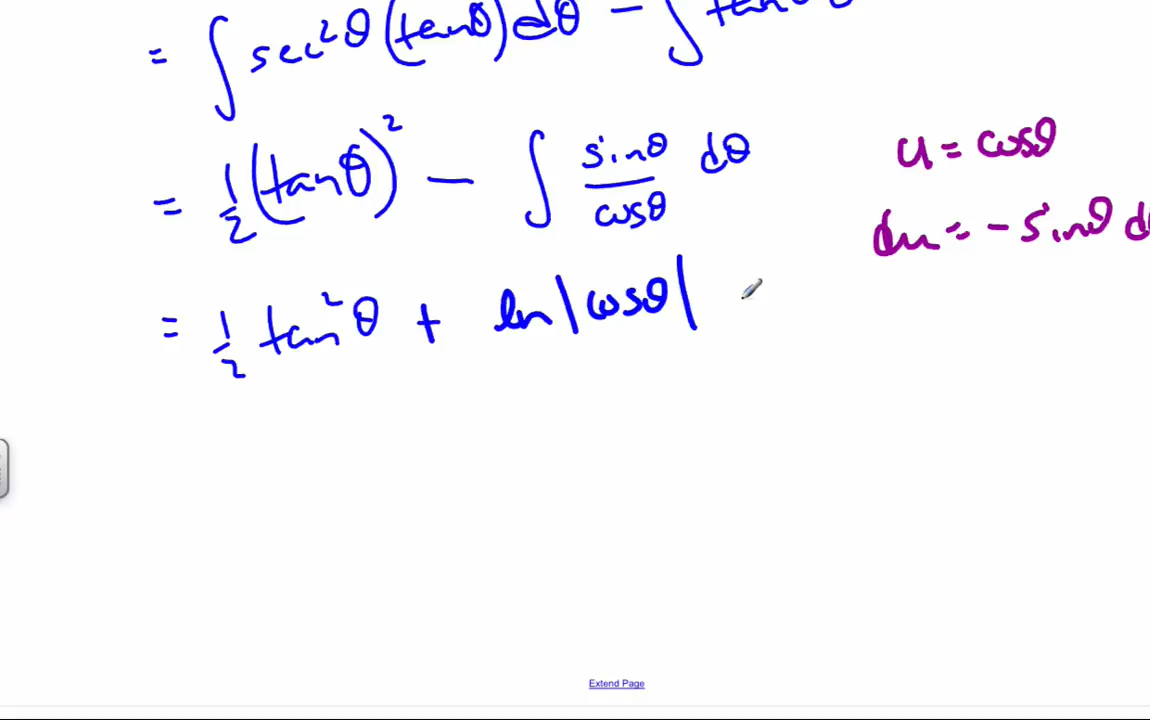 = ∫ sec²θ (tanθ) dθ − ∫ tanθ
= ½ (tanθ)² − ∫ sinθ/cosθ dθ
u = cosθ
du = − sinθ d
= ½ tan²θ + ln|cosθ|
Extend Page